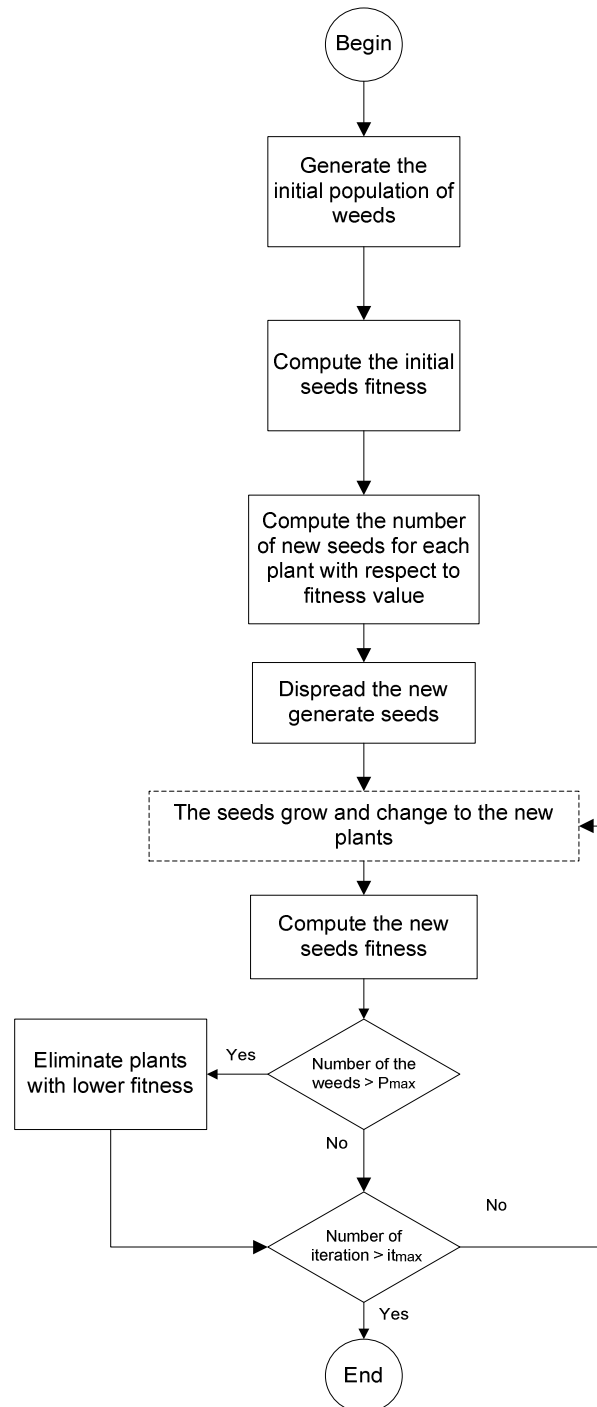 Begin
Generate the
initial population of
weeds
Compute the initial
seeds fitness
Compute the number
of new seeds for each
plant with respect to
fitness value
Dispread the new
generate seeds
The seeds grow and change to the new
plants
Compute the new
seeds fitness
Number of the
weeds > Pmax
Yes
Eliminate plants
with lower fitness
No
Number of
iteration > itmax
No
Yes
End